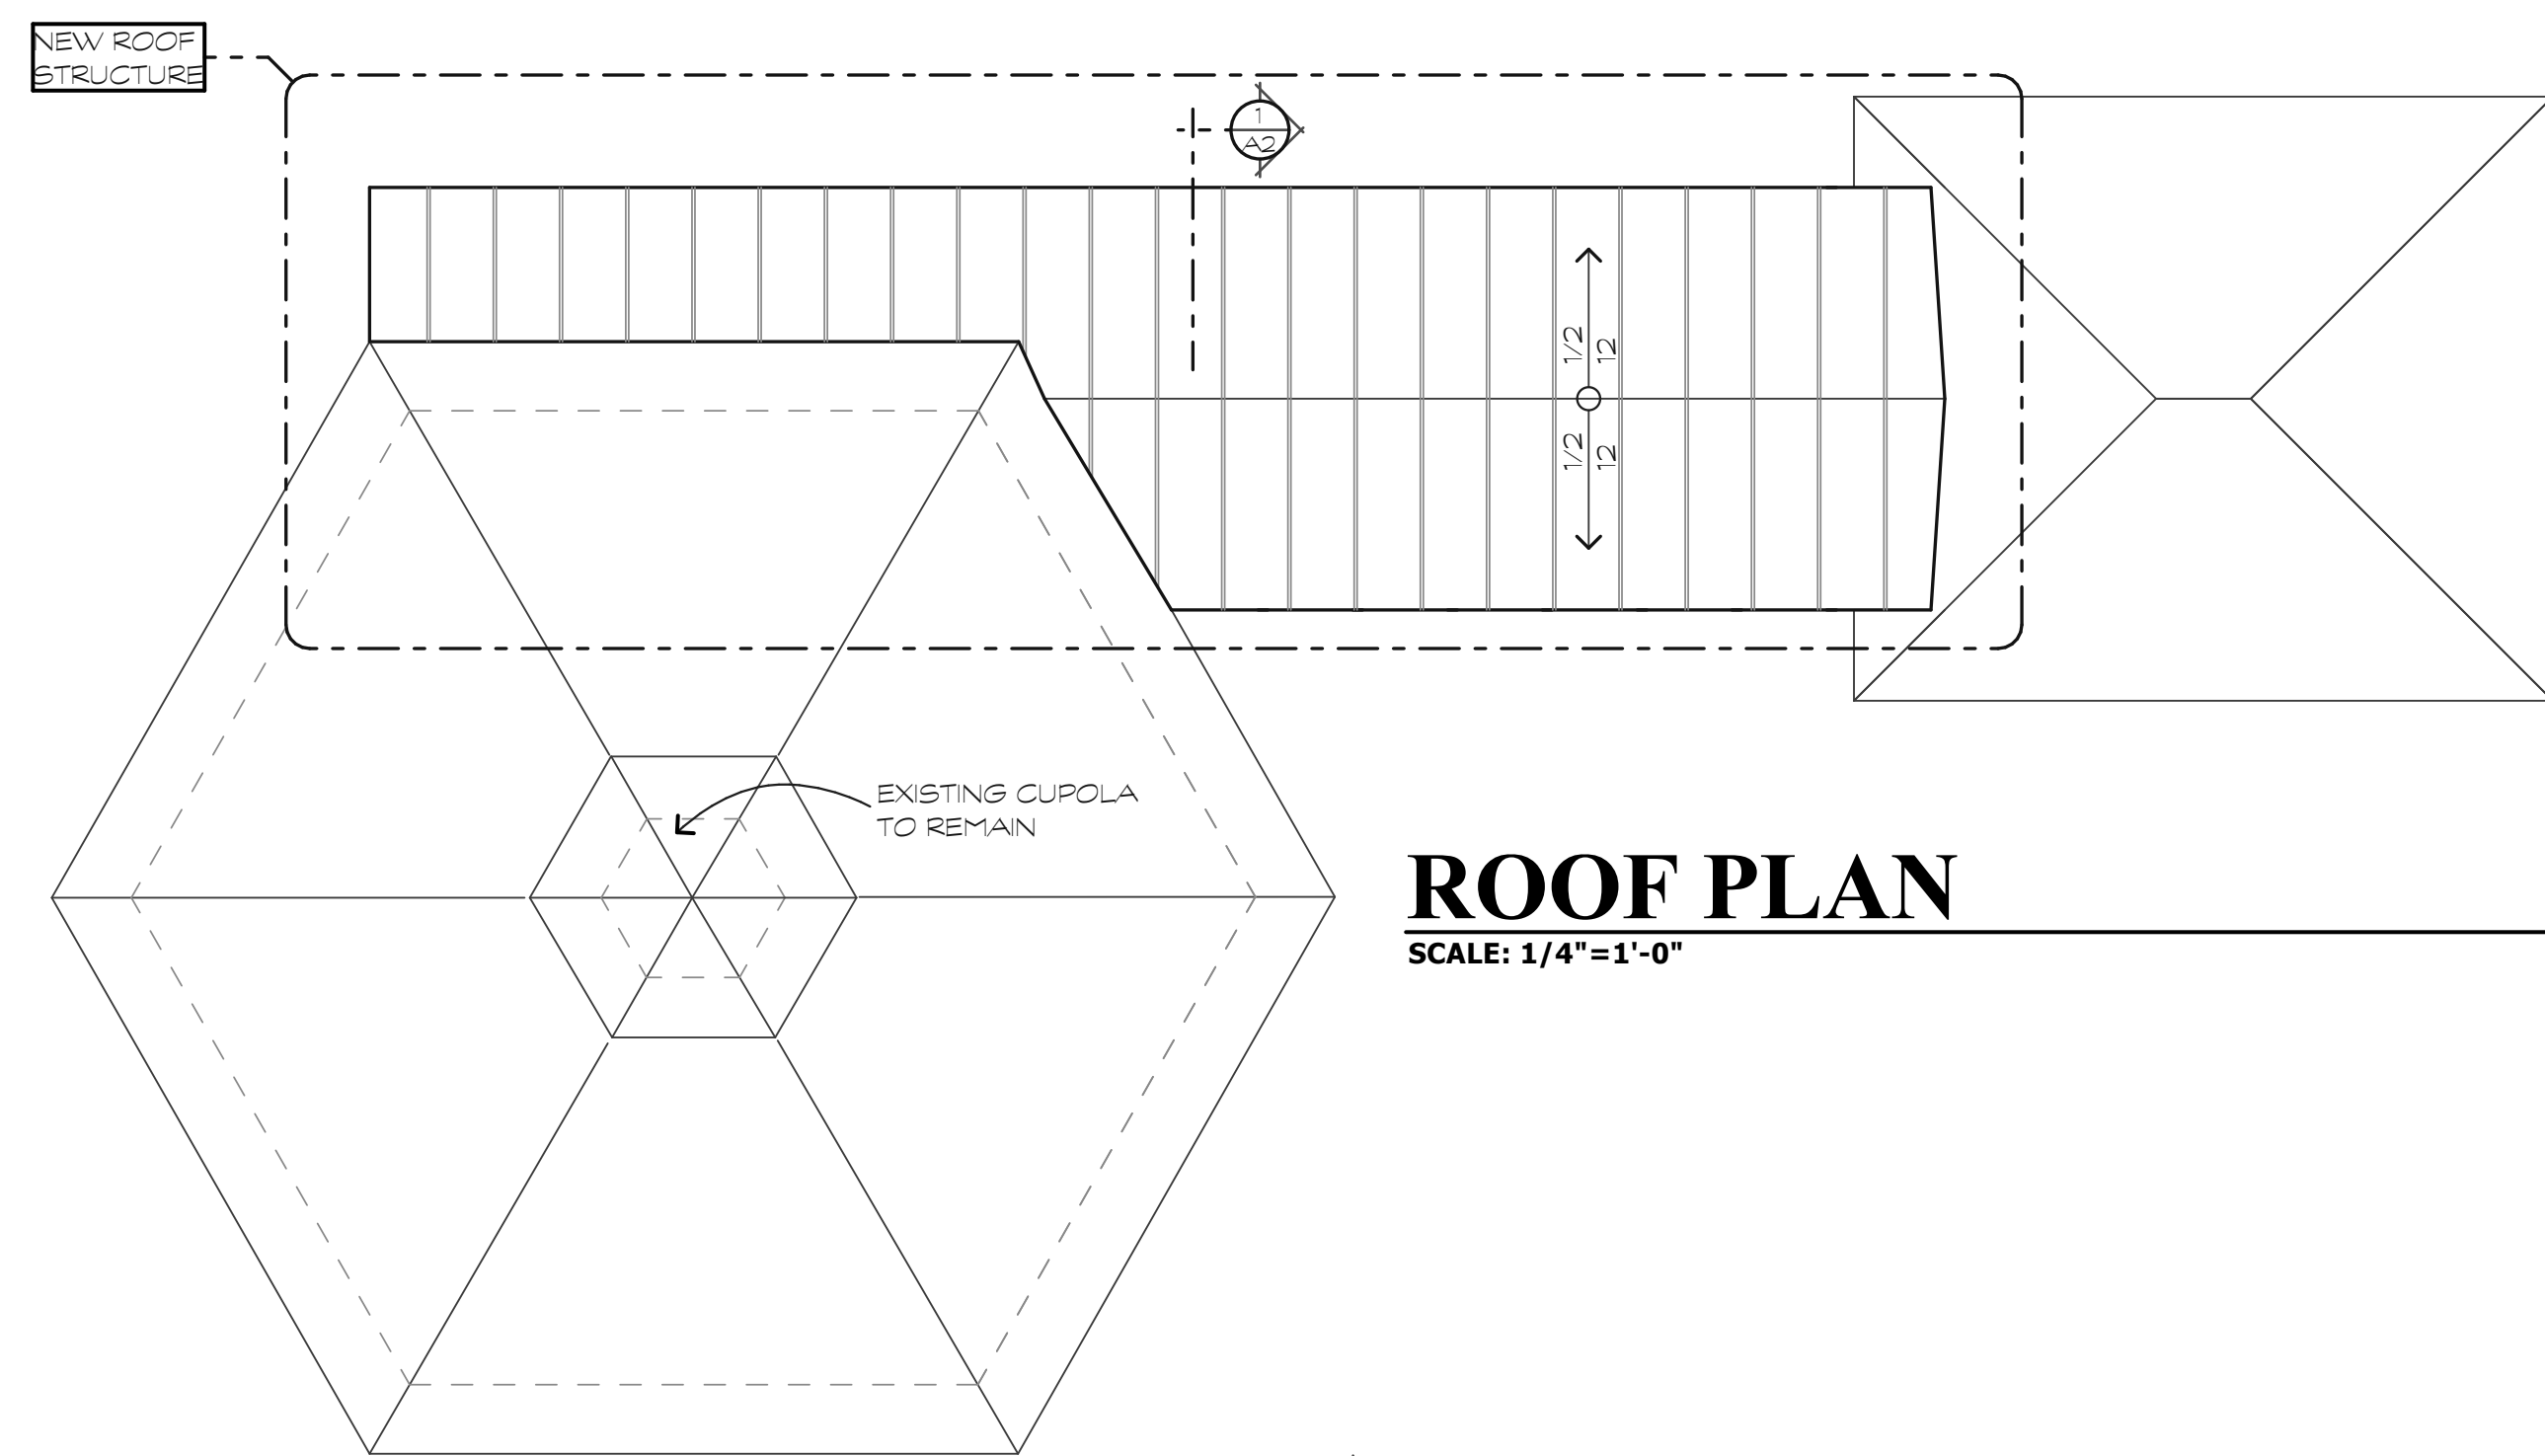 NEW ROOF
STRUCTURE
1
A2
1/2
12
1/2
12
EXISTING CUPOLA
TO REMAIN
ROOF PLAN
SCALE: 1/4"=1'-0"